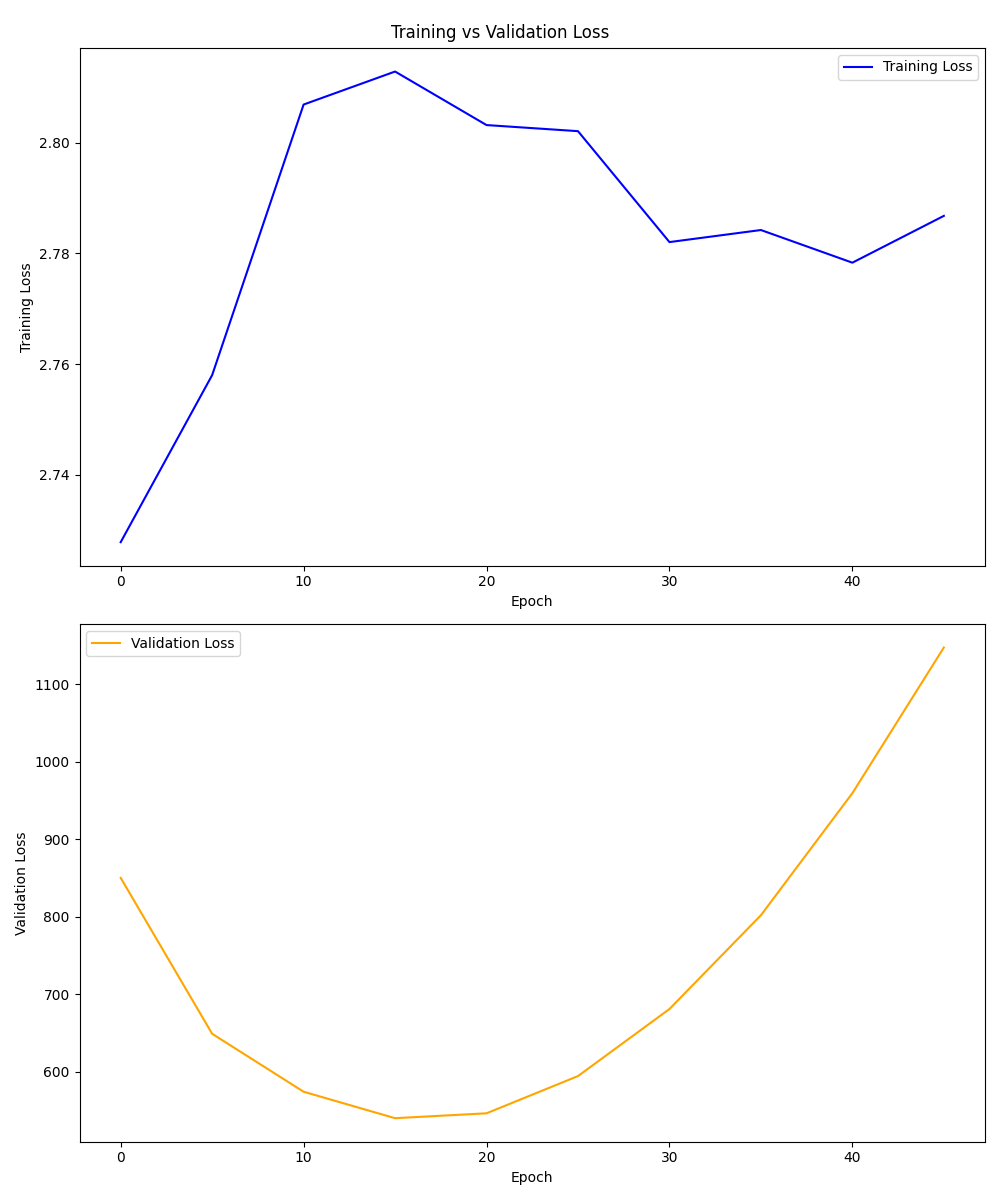 Training vs Validation Loss
Training Loss
2.80
2.78
2.76
2.74
Training Loss
0 10 20 30 40
Epoch
Validation Loss
1100
1000
900
800
700
600
Validation Loss
0 10 20 30 40
Epoch